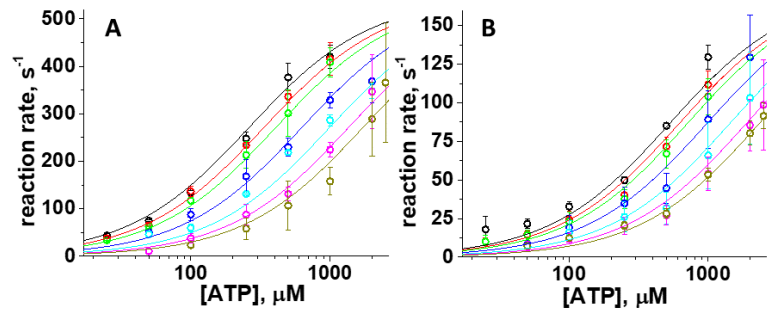 A
B
500
400
300
200
100
0
reaction rate, s⁻¹
100
1000
[ATP], μM
150
125
100
75
50
25
0
reaction rate, s⁻¹
100
1000
[ATP], μM